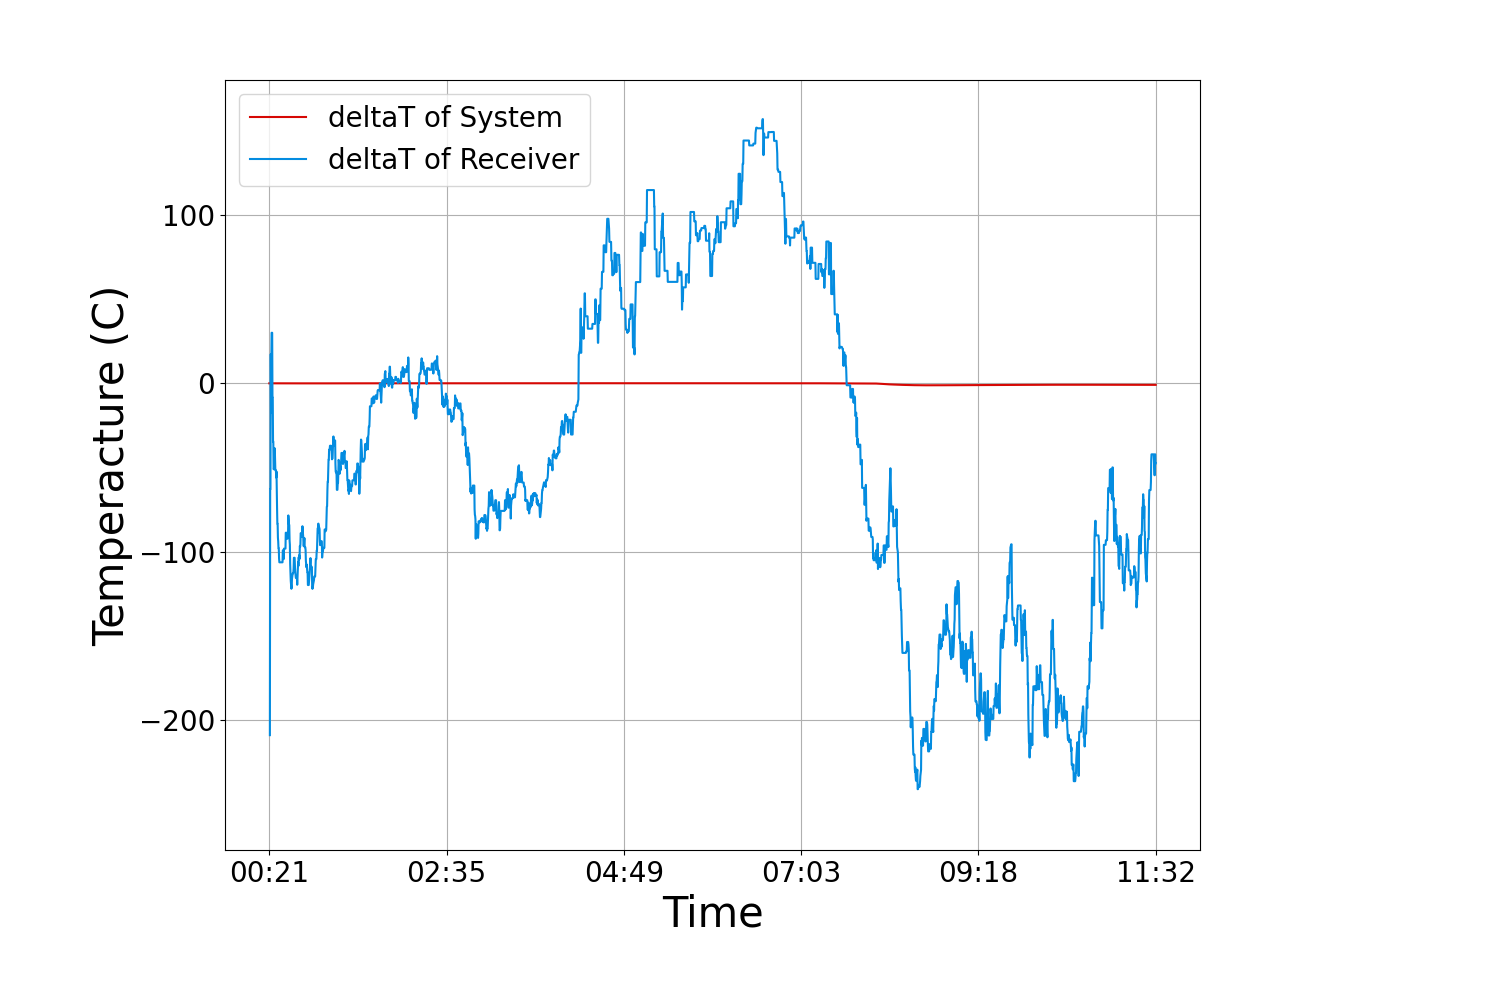 deltaT of System
deltaT of Receiver
Temperacture (C)
100
0
−100
−200
00:21 02:35 04:49 07:03 09:18 11:32
Time